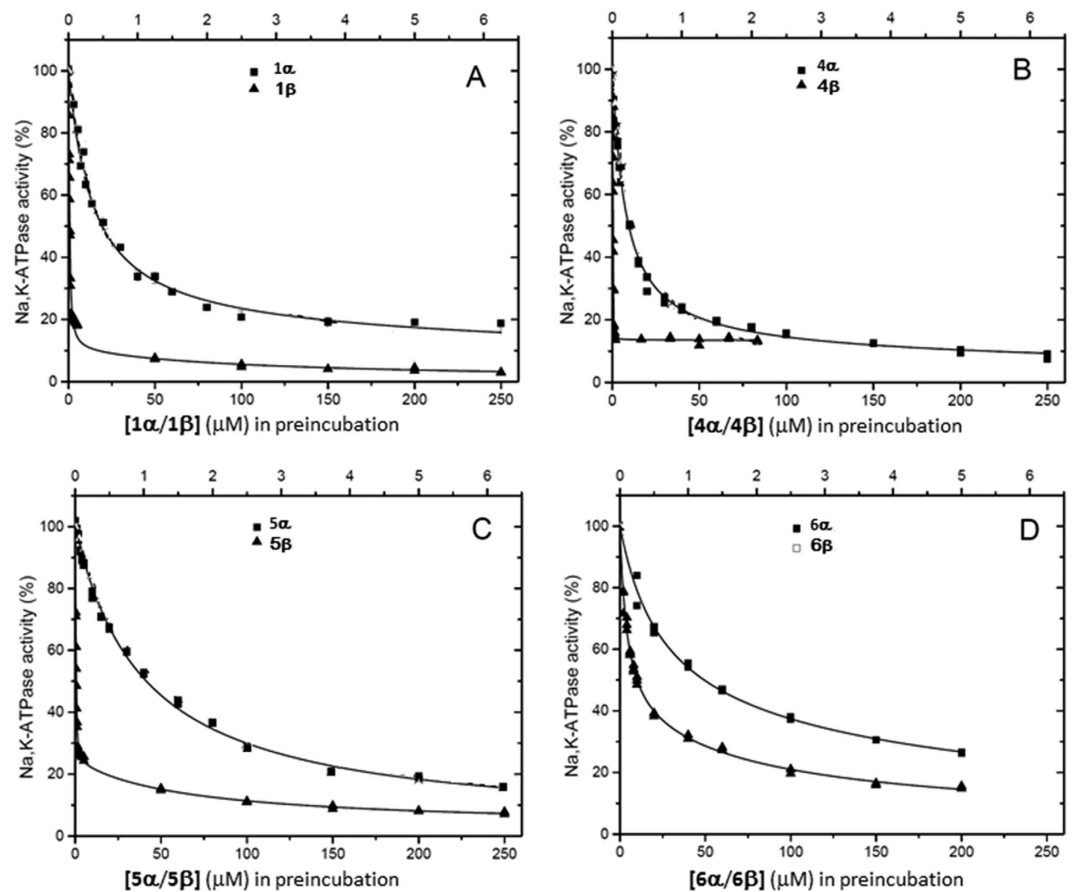 0 1 2 3 4 5 6
A
1α
1β
Na,K-ATPase activity (%)
100
80
60
40
20
0
0 50 100 150 200 250
[1α/1β] (μM) in preincubation
0 1 2 3 4 5 6
B
4α
4β
Na,K-ATPase activity (%)
100
80
60
40
20
0
0 50 100 150 200 250
[4α/4β] (μM) in preincubation
0 1 2 3 4 5 6
C
5α
5β
Na,K-ATPase activity (%)
100
80
60
40
20
0
0 50 100 150 200 250
[5α/5β] (μM) in preincubation
0 1 2 3 4 5 6
D
6α
6β
Na,K-ATPase activity (%)
100
80
60
40
20
0
0 50 100 150 200 250
[6α/6β] (μM) in preincubation